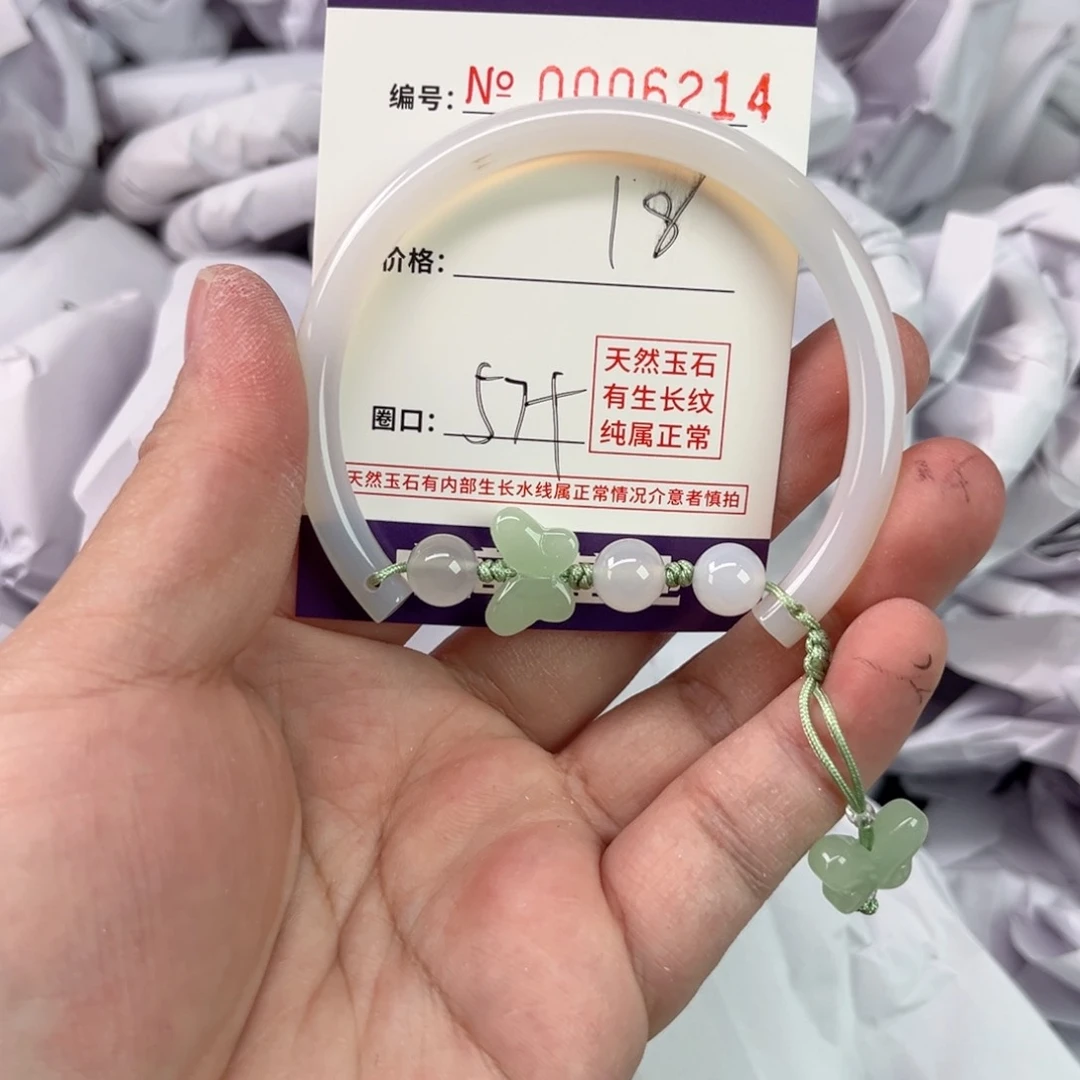 编号: № 0006214
价格: 18
圈口: 57+
天然玉石
有生长纹
纯属正常
天然玉石有内部生长水线属正常情况介意者慎拍